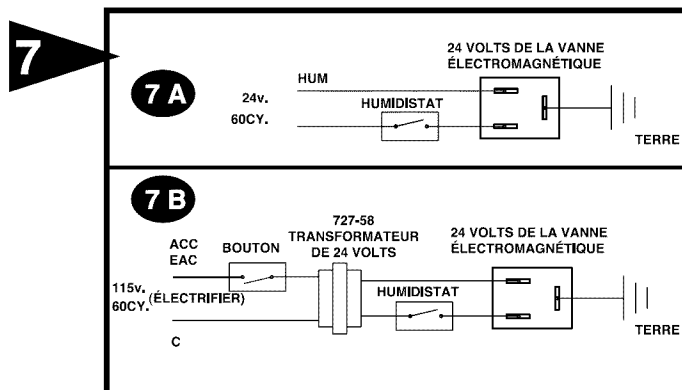 7
7 A
24 VOLTS DE LA VANNE
ÉLECTROMAGNÉTIQUE
HUM
24v.
60CY.
HUMIDISTAT
TERRE
7 B
727-58
TRANSFORMATEUR
DE 24 VOLTS
24 VOLTS DE LA VANNE
ÉLECTROMAGNÉTIQUE
ACC
EAC
BOUTON
115v.
60CY.
(ÉLECTRIFIER)
HUMIDISTAT
C
TERRE